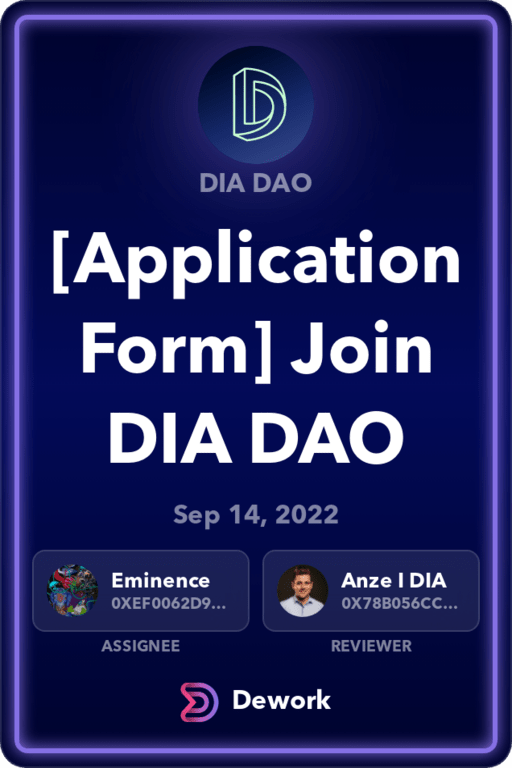 DIA DAO
[Application
Form] Join
DIA DAO
Sep 14, 2022
Eminence
0XEF0062D9...
Anze I DIA
0X78B056CC...
ASSIGNEE
REVIEWER
Dework